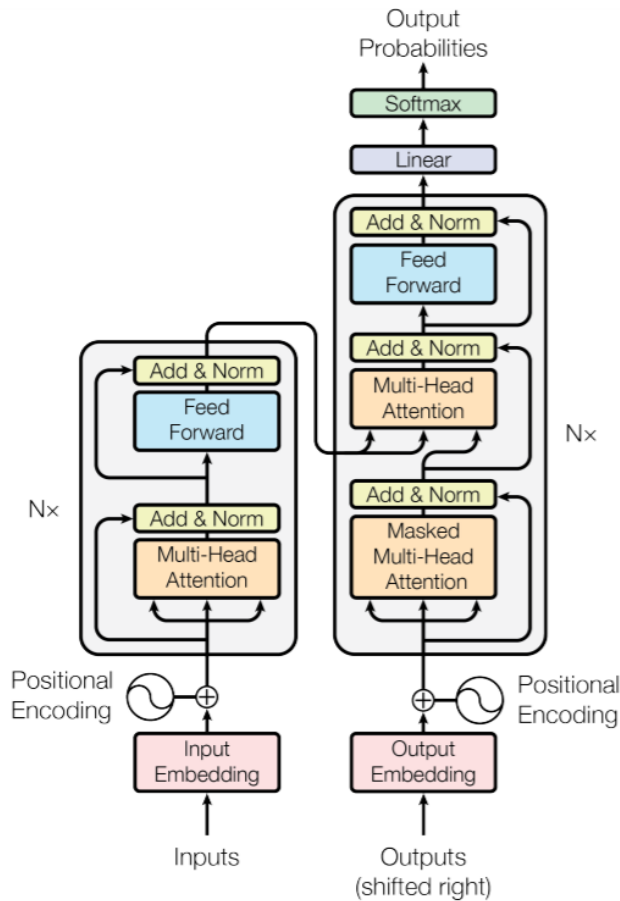 Output
Probabilities
Softmax
Linear
Add & Norm
Feed
Forward
Add & Norm
Multi-Head
Attention
Add & Norm
Masked
Multi-Head
Attention
N×
Add & Norm
Feed
Forward
Add & Norm
Multi-Head
Attention
N×
Positional
Encoding
Input
Embedding
Inputs
Positional
Encoding
Output
Embedding
Outputs
(shifted right)